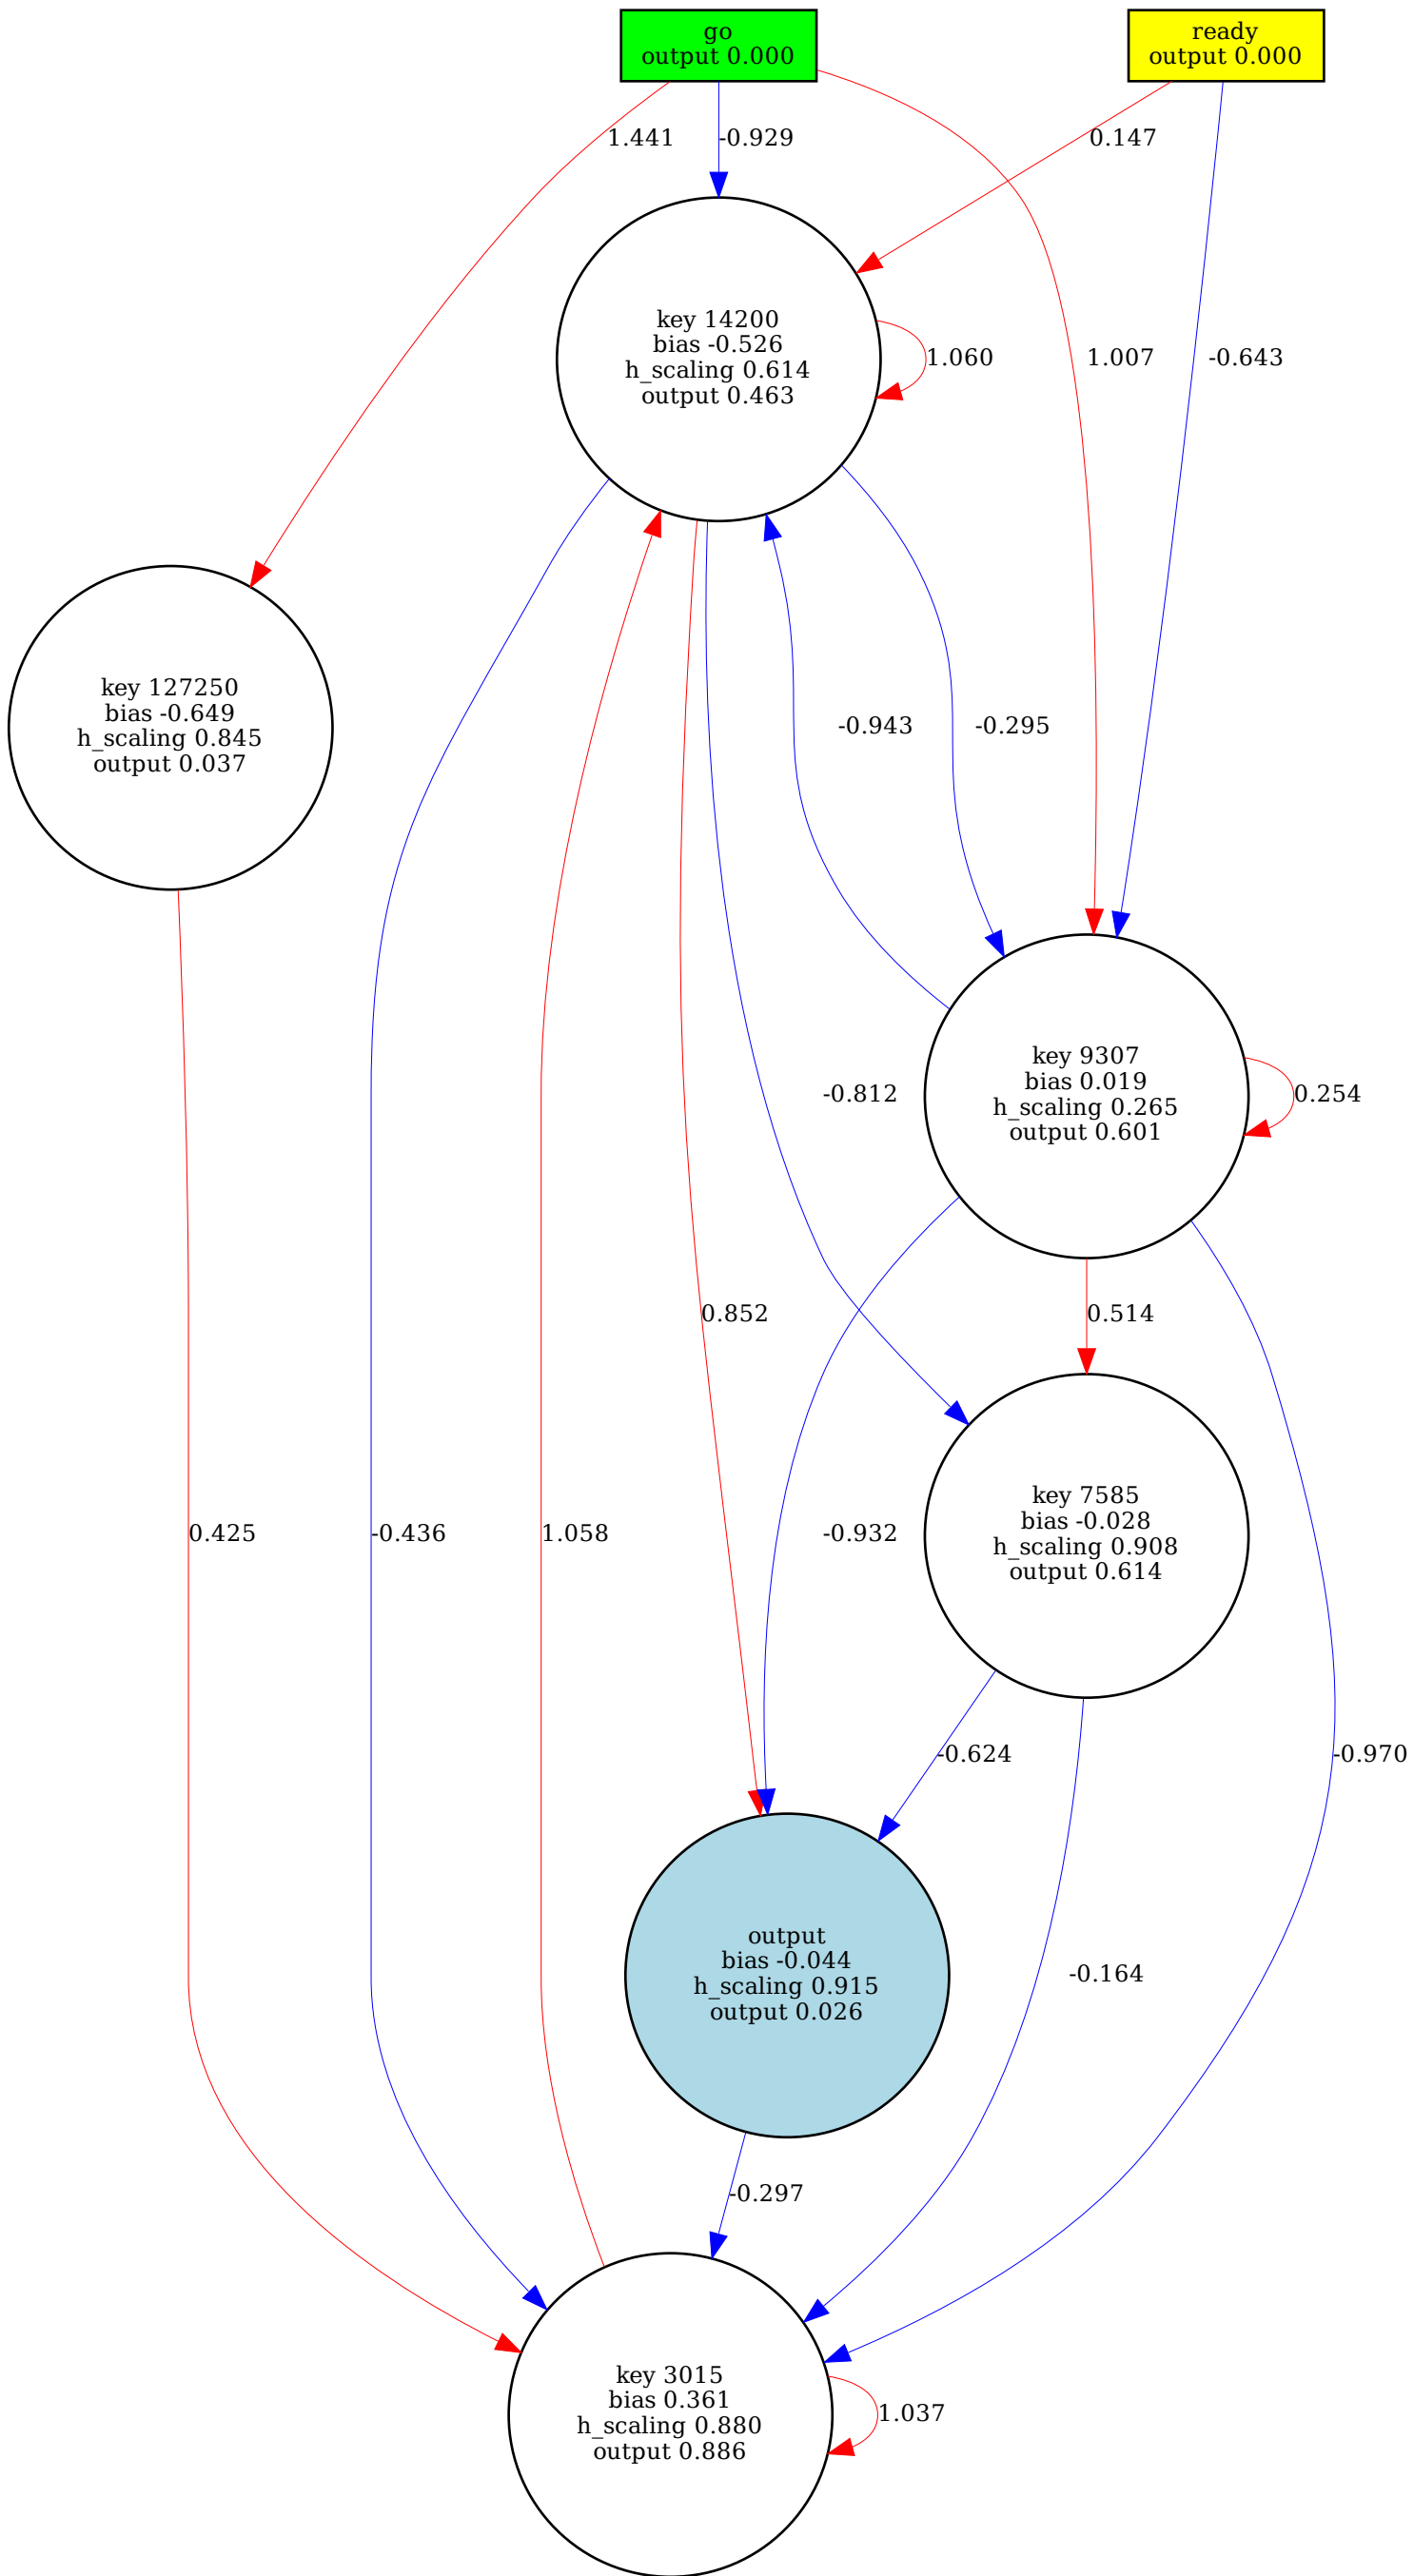 go
output 0.000
ready
output 0.000
1.441
-0.929
0.147
key 14200
bias -0.526
h_scaling 0.614
output 0.463
1.060
1.007
-0.643
key 127250
bias -0.649
h_scaling 0.845
output 0.037
-0.943
-0.295
key 9307
bias 0.019
h_scaling 0.265
output 0.601
-0.812
0.254
0.852
0.514
key 7585
bias -0.028
h_scaling 0.908
output 0.614
0.425
-0.436
1.058
-0.932
-0.624
-0.970
output
bias -0.044
h_scaling 0.915
output 0.026
-0.164
-0.297
key 3015
bias 0.361
h_scaling 0.880
output 0.886
1.037